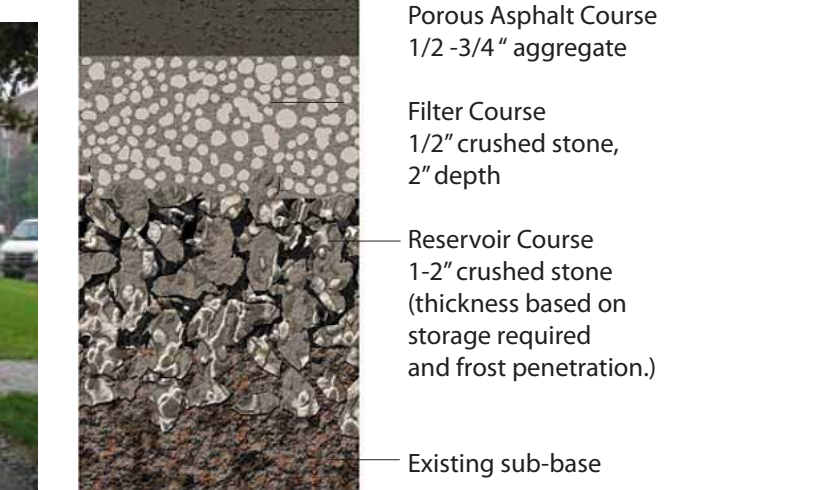 Porous Asphalt Course
1/2 -3/4 “ aggregate
Filter Course
1/2” crushed stone,
2” depth
Reservoir Course
1-2” crushed stone
(thickness based on
storage required
and frost penetration.)
Existing sub-base